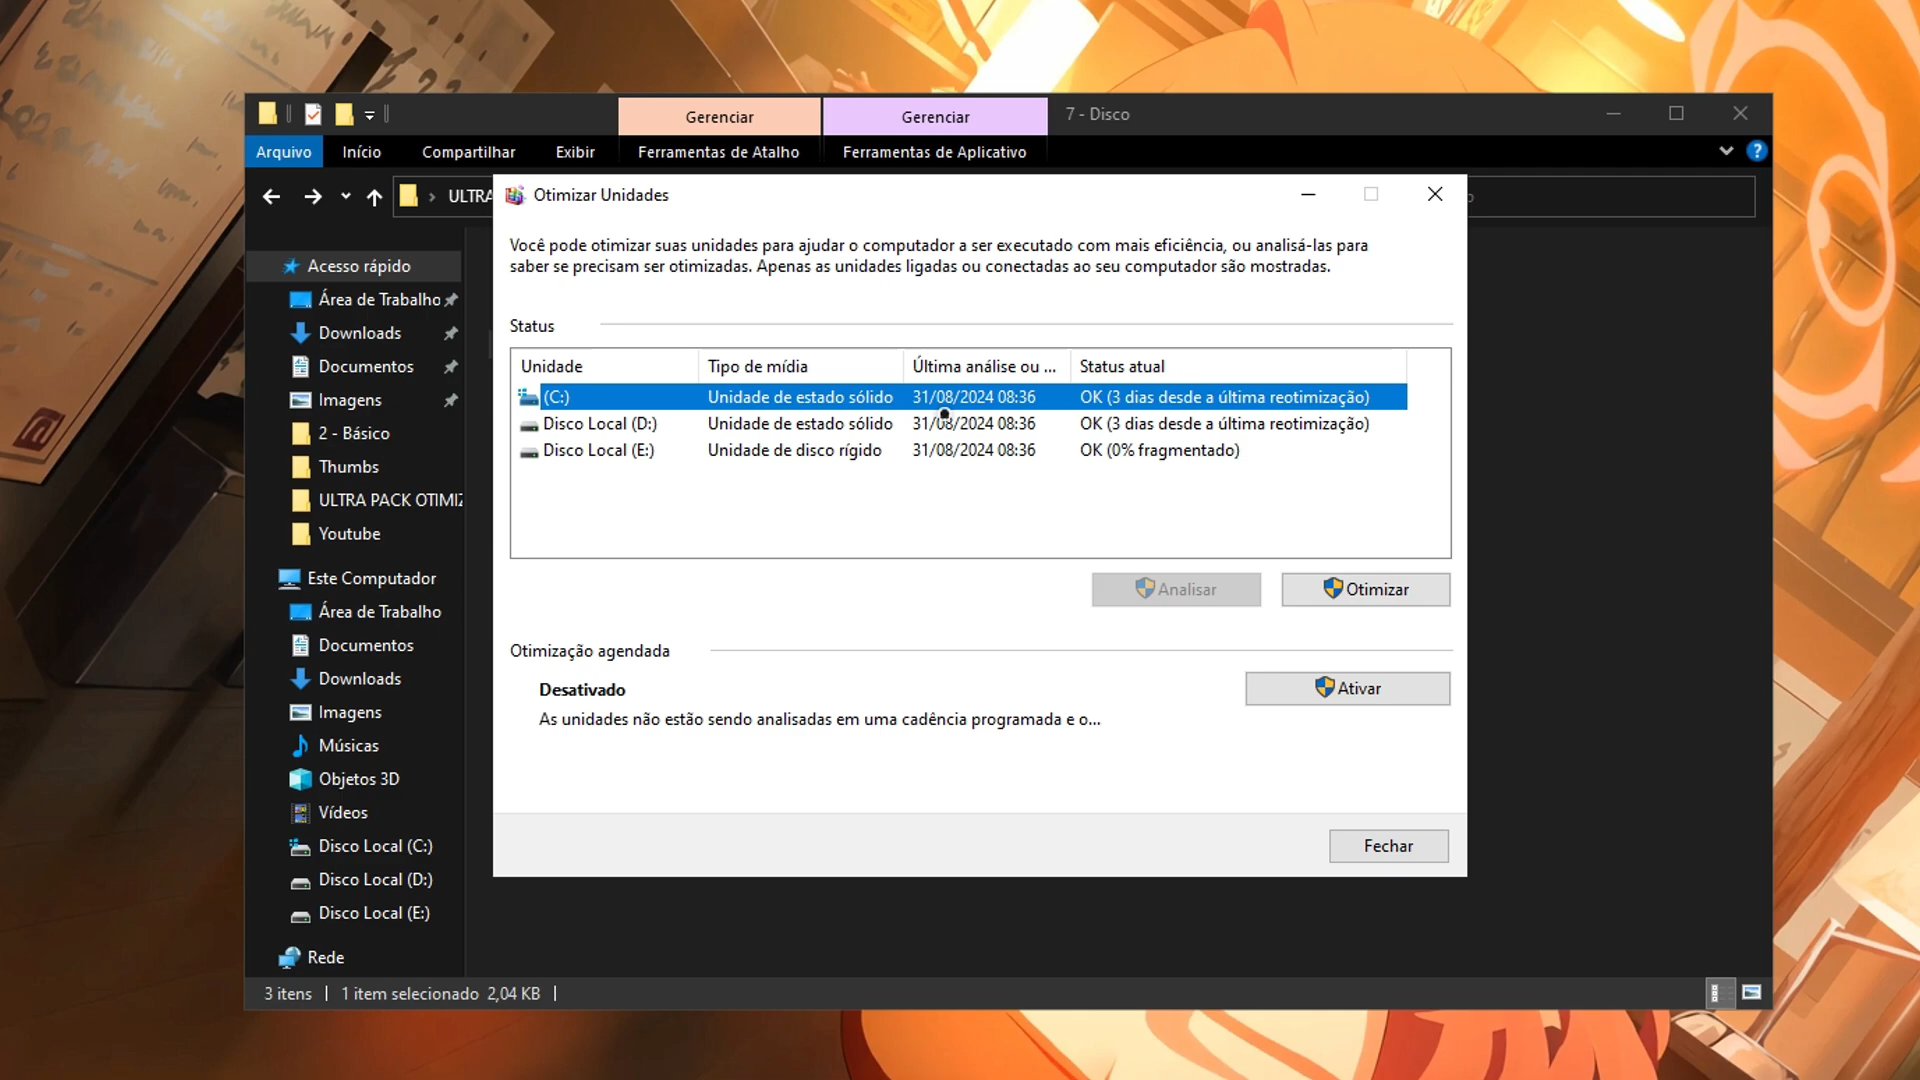 Gerenciar
Gerenciar
7 - Disco
Arquivo
Início
Compartilhar
Exibir
Ferramentas de Atalho
Ferramentas de Aplicativo
ULTRA
Otimizar Unidades
Você pode otimizar suas unidades para ajudar o computador a ser executado com mais eficiência, ou analisá-las para
saber se precisam ser otimizadas. Apenas as unidades ligadas ou conectadas ao seu computador são mostradas.
Status
Unidade Tipo de mídia Última análise ou ... Status atual
(C:) Unidade de estado sólido 31/08/2024 08:36 OK (3 dias desde a última reotimização)
Disco Local (D:) Unidade de estado sólido 31/08/2024 08:36 OK (3 dias desde a última reotimização)
Disco Local (E:) Unidade de disco rígido 31/08/2024 08:36 OK (0% fragmentado)
Analisar
Otimizar
Otimização agendada
Desativado
Ativar
As unidades não estão sendo analisadas em uma cadência programada e o...
Fechar
Acesso rápido
Área de Trabalho
Downloads
Documentos
Imagens
2 - Básico
Thumbs
ULTRA PACK OTIMIZ
Youtube
Este Computador
Área de Trabalho
Documentos
Downloads
Imagens
Músicas
Objetos 3D
Vídeos
Disco Local (C:)
Disco Local (D:)
Disco Local (E:)
Rede
3 itens
1 item selecionado 2,04 KB